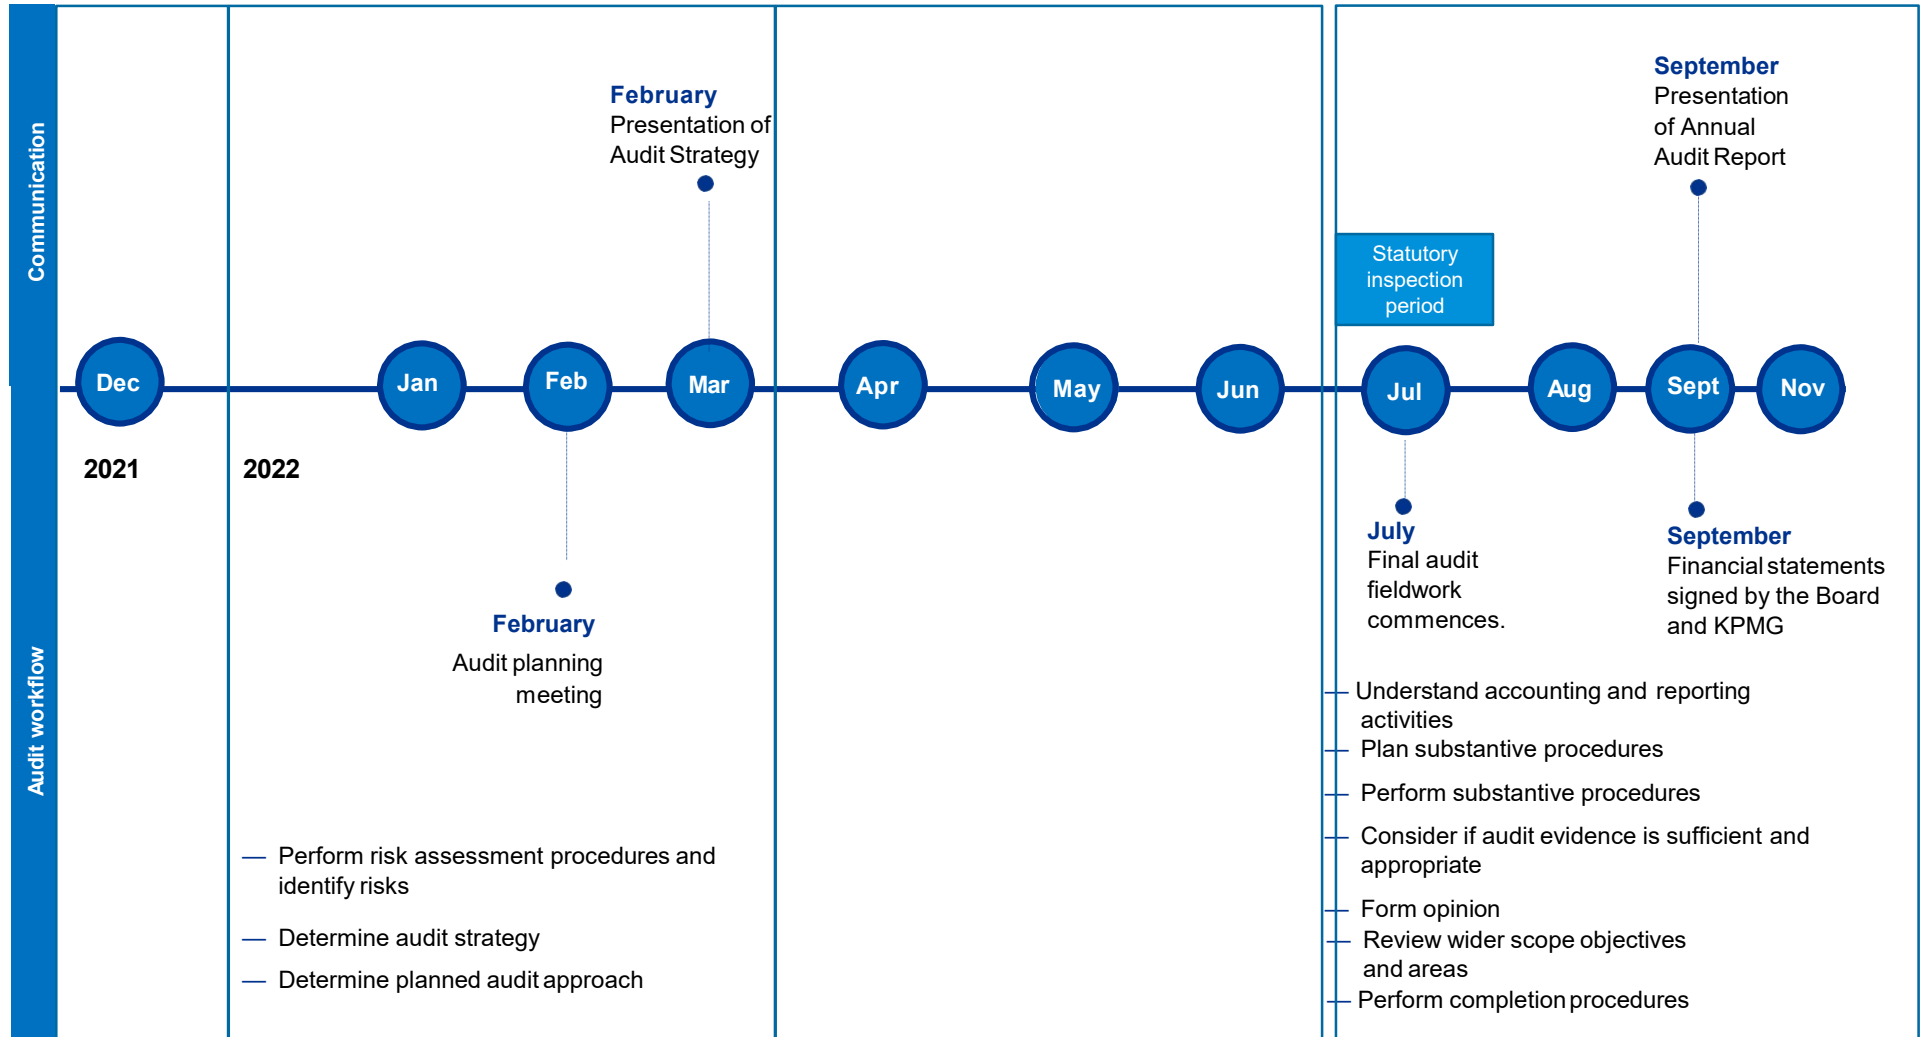 Communication
Audit workflow
February
Presentation of
Audit Strategy
September
Presentation
of Annual
Audit Report
Statutory
inspection
period
Dec
Jan
Feb
Mar
Apr
May
Jun
Jul
Aug
Sept
Nov
2021
2022
February
Audit planning
meeting
July
Final audit
fieldwork
commences.
September
Financial statements
signed by the Board
and KPMG
— Perform risk assessment procedures and
identify risks
— Determine audit strategy
— Determine planned audit approach
— Understand accounting and reporting
activities
— Plan substantive procedures
— Perform substantive procedures
— Consider if audit evidence is sufficient and
appropriate
— Form opinion
— Review wider scope objectives
and areas
— Perform completion procedures